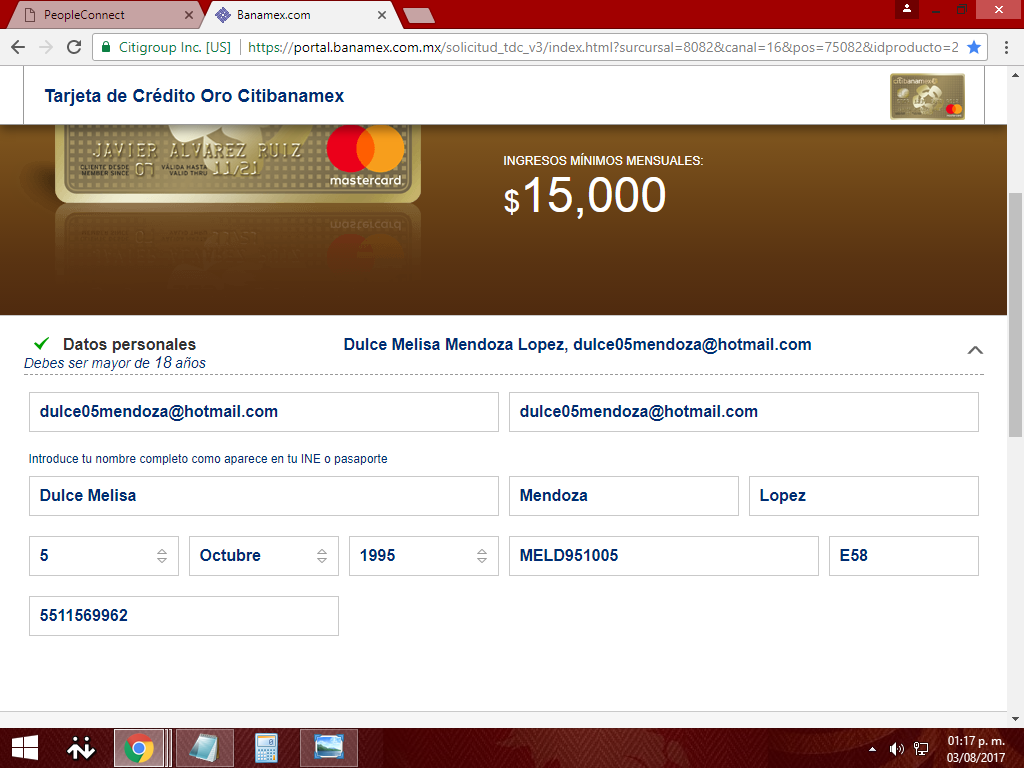 PeopleConnect
Banamex.com
Citigroup Inc. [US] https://portal.banamex.com.mx/solicitud_tdc_v3/index.html?sursursal=8082&canal=16&pos=75082&idproducto=2
Tarjeta de Crédito Oro Citibanamex
citibanamex
JAVIER ALVAREZ RUIZ
CLIENTE DESDE
MEMBER SINCE 07 VÁLIDA HASTA
VALID THRU 11/21
mastercard
INGRESOS MÍNIMOS MENSUALES:
$15,000
Datos personales Dulce Melisa Mendoza Lopez, dulce05mendoza@hotmail.com
Debes ser mayor de 18 años
dulce05mendoza@hotmail.com dulce05mendoza@hotmail.com
Introduce tu nombre completo como aparece en tu INE o pasaporte
Dulce Melisa Mendoza Lopez
5 Octubre 1995 MELD951005 E58
5511569962
01:17 p. m.
03/08/2017